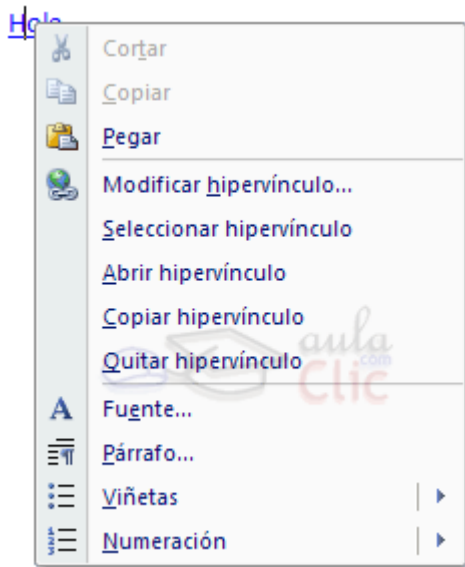 Hola
Cortar
Copiar
Pegar
Modificar hipervínculo...
Seleccionar hipervínculo
Abrir hipervínculo
Copiar hipervínculo
Quitar hipervínculo
aula
.com
Clic
Fuente...
Párrafo...
Viñetas
Numeración